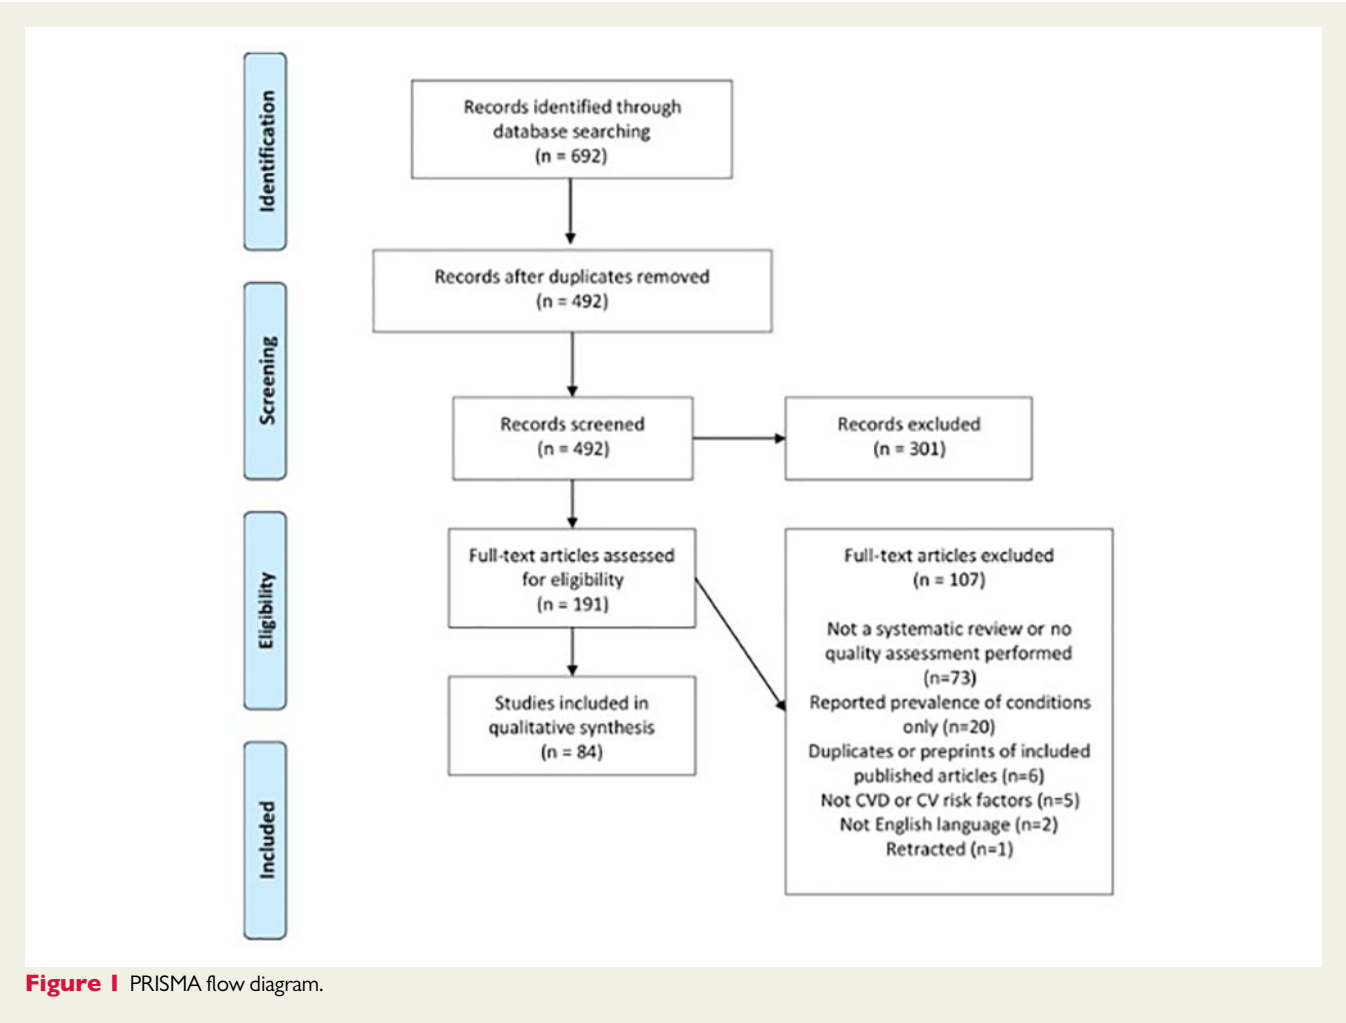 Identification
Records identified through
database searching
(n = 692)
Records after duplicates removed
(n = 492)
Screening
Records screened
(n = 492)
Records excluded
(n = 301)
Eligibility
Full-text articles assessed
for eligibility
(n = 191)
Full-text articles excluded
(n = 107)
Not a systematic review or no
quality assessment performed
(n=73)
Reported prevalence of conditions
only (n=20)
Duplicates or preprints of included
published articles (n=6)
Not CVD or CV risk factors (n=5)
Not English language (n=2)
Retracted (n=1)
Included
Studies included in
qualitative synthesis
(n = 84)
Figure 1 PRISMA flow diagram.